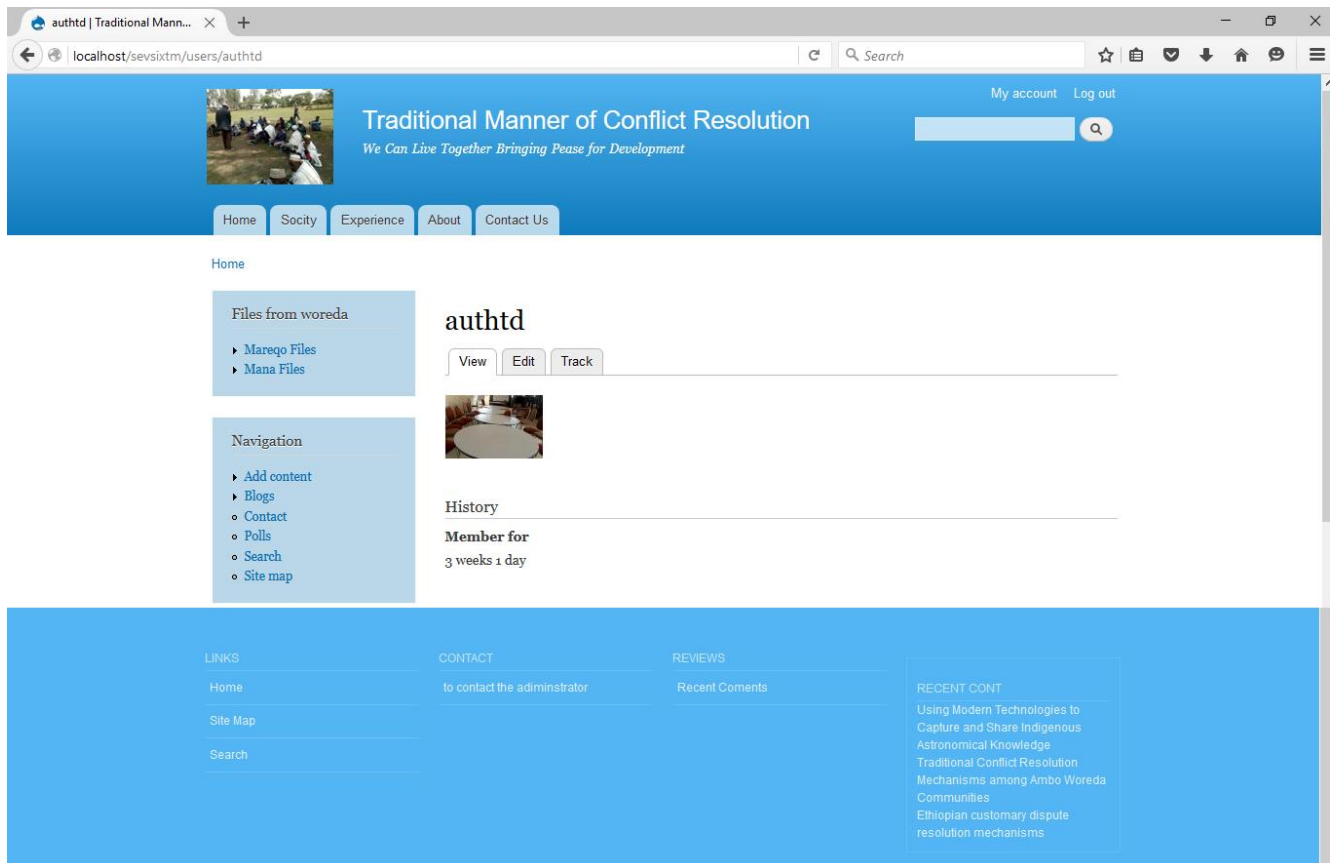 authtd | Traditional Mann...
localhost/sevsixtm/users/authtd
Search
My account Log out
Traditional Manner of Conflict Resolution
We Can Live Together Bringing Pease for Development
Home Socity Experience About Contact Us
Home
Files from woreda
Mareqo Files
Mana Files
Navigation
Add content
Blogs
Contact
Polls
Search
Site map
authtd
View Edit Track
History
Member for
3 weeks 1 day
LINKS
Home
Site Map
Search
CONTACT
to contact the adiminstrator
REVIEWS
Recent Coments
RECENT CONT
Using Modern Technologies to
Capture and Share Indigenous
Astronomical Knowledge
Traditional Conflict Resolution
Mechanisms among Ambo Woreda
Communities
Ethiopian customary dispute
resolution mechanisms